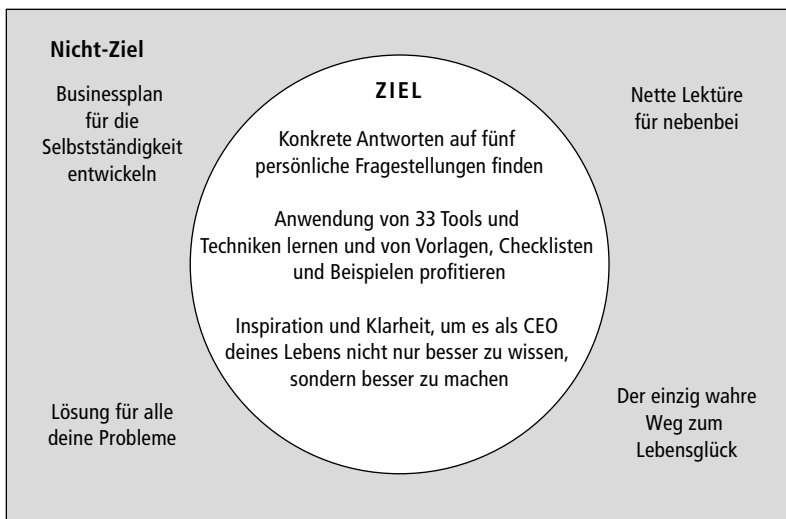 Nicht-Ziel
Businessplan
für die
Selbstständigkeit
entwickeln
ZIEL
Konkrete Antworten auf fünf
persönliche Fragestellungen finden
Anwendung von 33 Tools und
Techniken lernen und von Vorlagen, Checklisten
und Beispielen profitieren
Inspiration und Klarheit, um es als CEO
deines Lebens nicht nur besser zu wissen,
sondern besser zu machen
Nette Lektüre
für nebenbei
Lösung für alle
deine Probleme
Der einzig wahre
Weg zum
Lebensglück